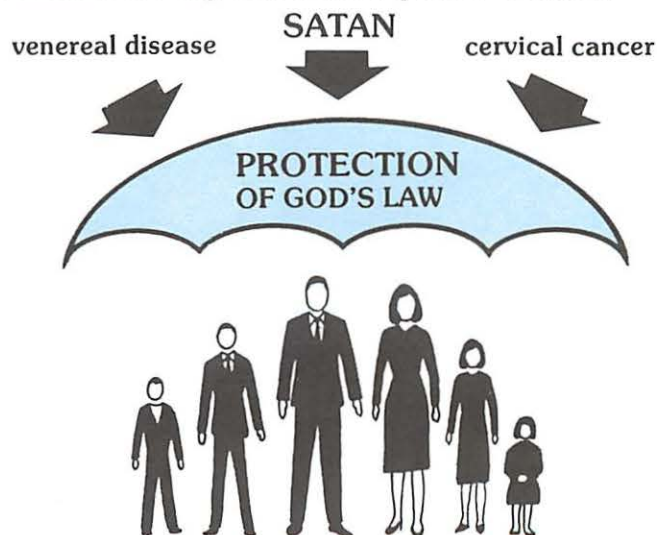 SATAN
venereal disease
cervical cancer
PROTECTION
OF GOD'S LAW